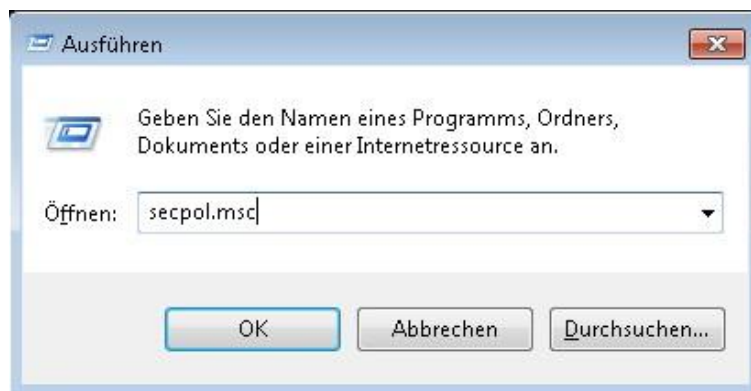 Ausführen
Geben Sie den Namen eines Programms, Ordners,
Dokuments oder einer Internetressource an.
Öffnen: secpol.msc
OK Abbrechen Durchsuchen...